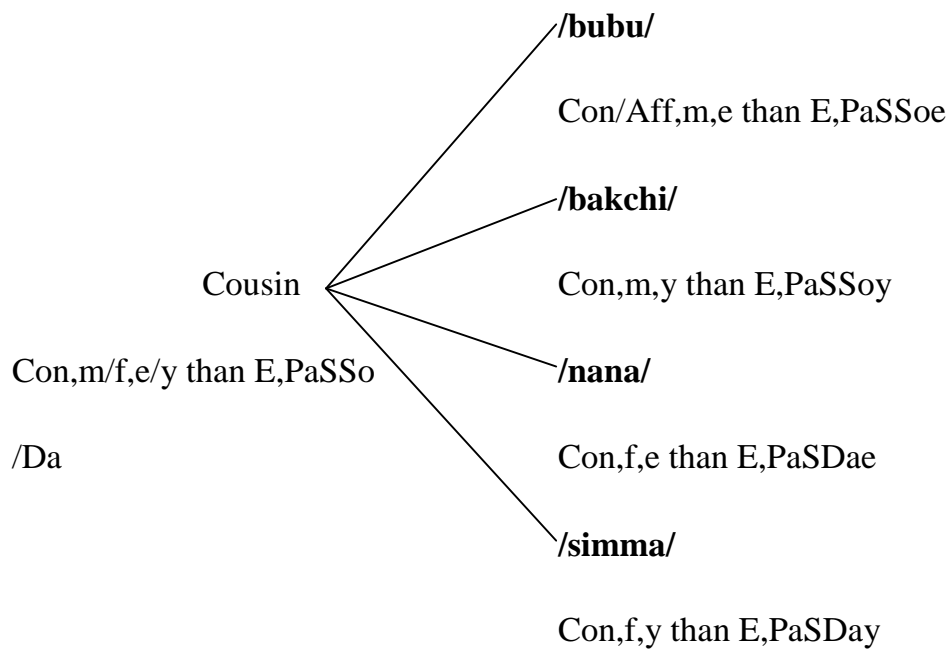 /bubu/
Con/Aff,m,e than E,PaSSoe
/bakchi/
Cousin
Con,m,y than E,PaSSoy
Con,m/f,e/y than E,PaSSo
/nana/
/Da
Con,f,e than E,PaSDae
/simma/
Con,f,y than E,PaSDay